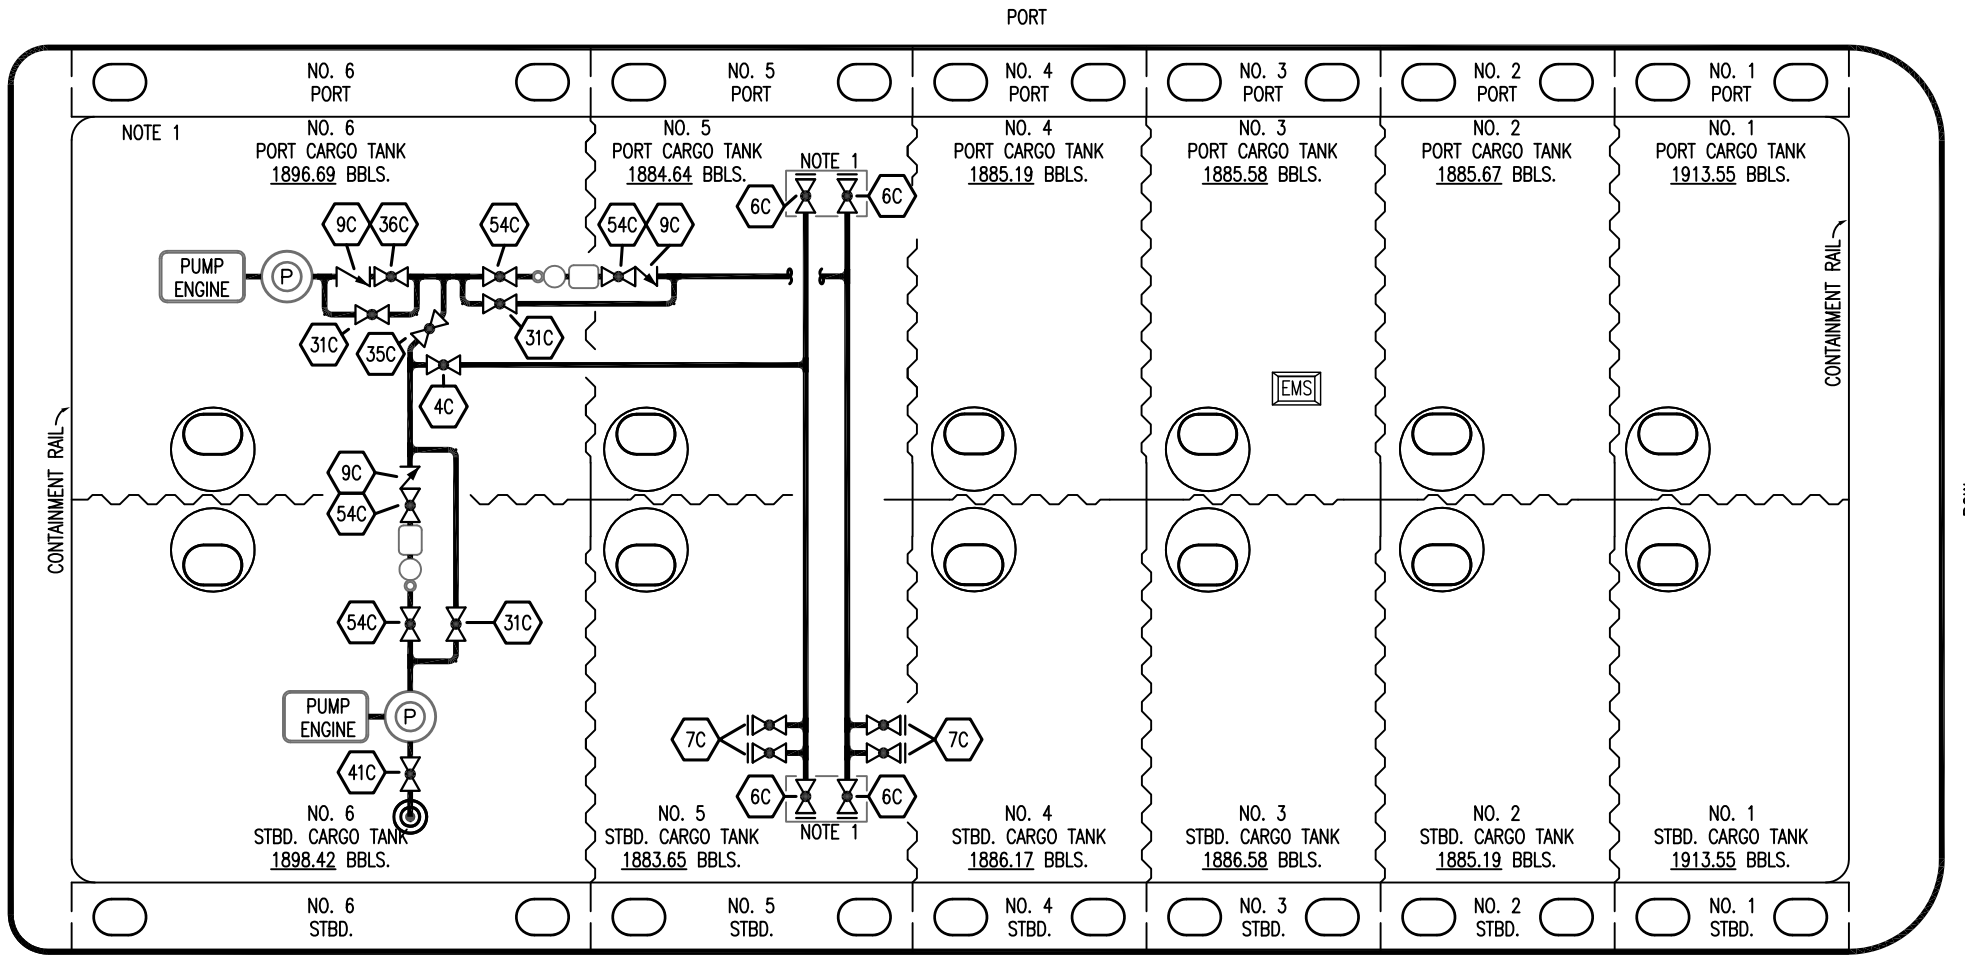 PORT
NO. 6
PORT
NO. 5
PORT
NO. 4
PORT
NO. 3
PORT
NO. 2
PORT
NO. 1
PORT
NOTE 1
NO. 6
PORT CARGO TANK
1896.69 BBLS.
NO. 5
PORT CARGO TANK
1884.64 BBLS.
NOTE 1
NO. 4
PORT CARGO TANK
1885.19 BBLS.
NO. 3
PORT CARGO TANK
1885.58 BBLS.
NO. 2
PORT CARGO TANK
1885.67 BBLS.
NO. 1
PORT CARGO TANK
1913.55 BBLS.
6C
6C
9C
36C
54C
54C
9C
PUMP
ENGINE
P
31C
35C
31C
4C
CONTAINMENT RAIL
EMS
CONTAINMENT RAIL
9C
54C
54C
31C
PUMP
ENGINE
P
7C
7C
41C
6C
6C
NOTE 1
NO. 6
STBD. CARGO TANK
1898.42 BBLS.
NO. 5
STBD. CARGO TANK
1883.65 BBLS.
NO. 4
STBD. CARGO TANK
1886.17 BBLS.
NO. 3
STBD. CARGO TANK
1886.58 BBLS.
NO. 2
STBD. CARGO TANK
1885.19 BBLS.
NO. 1
STBD. CARGO TANK
1913.55 BBLS.
NO. 6
STBD.
NO. 5
STBD.
NO. 4
STBD.
NO. 3
STBD.
NO. 2
STBD.
NO. 1
STBD.